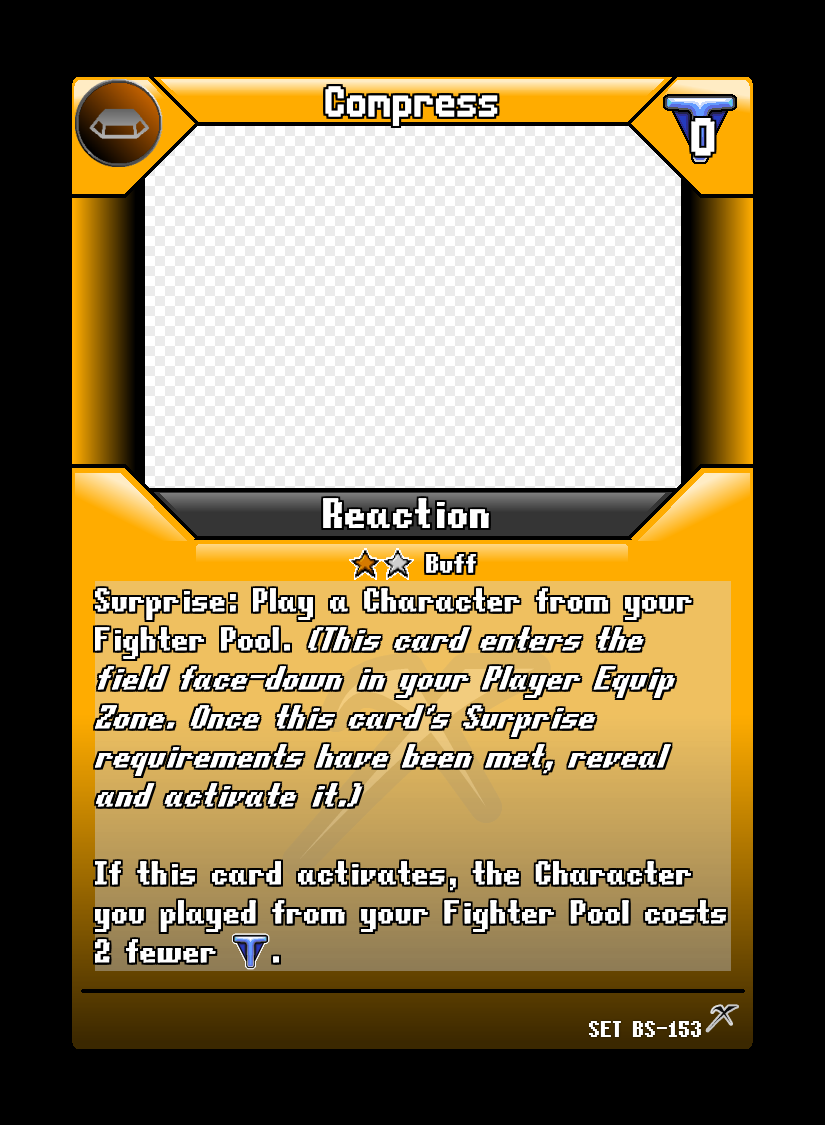 Compress
0
Reaction
Buff
Surprise: Play a Character from your
Fighter Pool. (This card enters the
field face-down in your Player Equip
Zone. Once this card's Surprise
requirements have been met, reveal
and activate it.)
If this card activates, the Character
you played from your Fighter Pool costs
2 fewer T.
SET BS-153